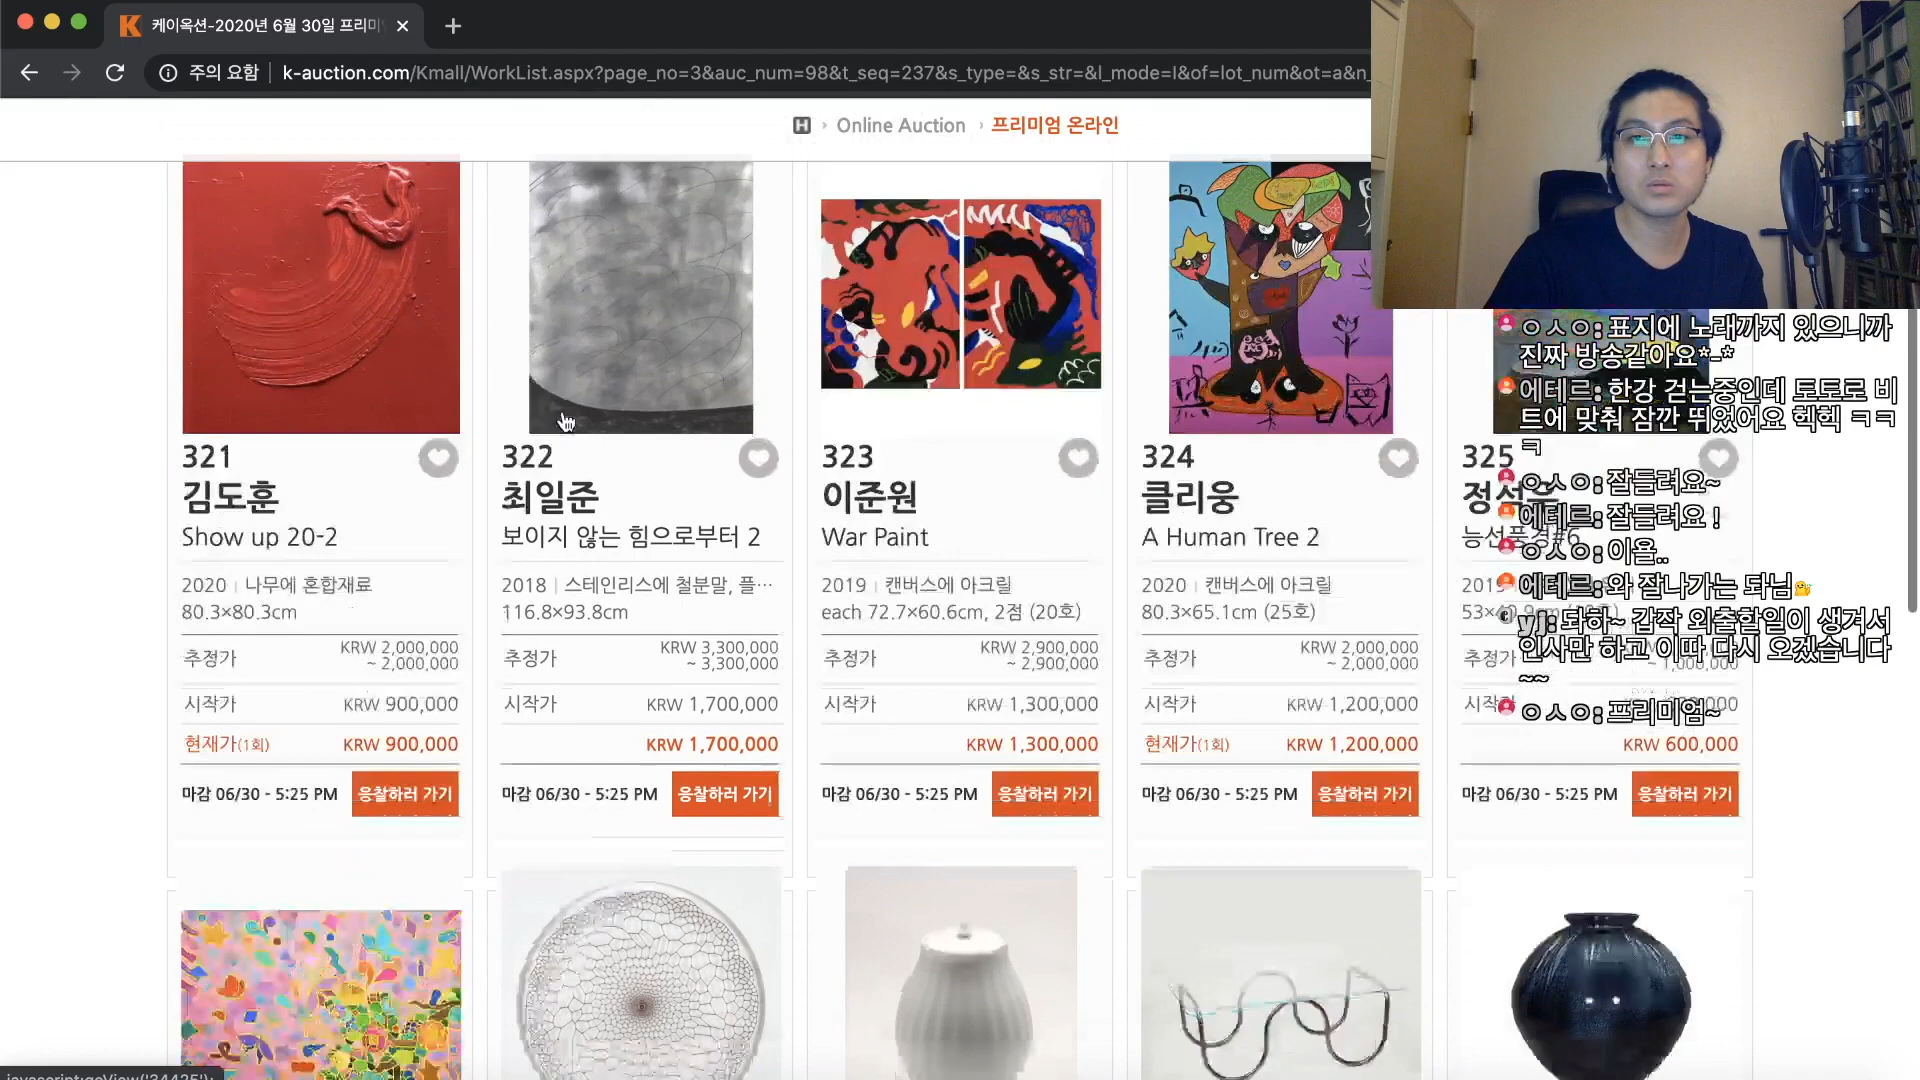 케이옥션-2020년 6월 30일 프리미
주의 요함
k-auction.com/Kmall/WorkList.aspx?page_no=3&auc_num=98&t_seq=237&s_type=&s_str=&l_mode=I&of=lot_num&ot=a&n_
H › Online Auction › 프리미엄 온라인
321
김도훈
Show up 20-2
2020 | 나무에 혼합재료
80.3×80.3cm
추정가 KRW 2,000,000
~ 2,000,000
시작가 KRW 900,000
현재가(1회) KRW 900,000
마감 06/30 - 5:25 PM 응찰하러 가기
322
최일준
보이지 않는 힘으로부터 2
2018 | 스테인리스에 철분말, 플…
116.8×93.8cm
추정가 KRW 3,300,000
~ 3,300,000
시작가 KRW 1,700,000
KRW 1,700,000
마감 06/30 - 5:25 PM 응찰하러 가기
323
이준원
War Paint
2019 | 캔버스에 아크릴
each 72.7×60.6cm, 2점 (20호)
추정가 KRW 2,900,000
~ 2,900,000
시작가 KRW 1,300,000
KRW 1,300,000
마감 06/30 - 5:25 PM 응찰하러 가기
324
클리웅
A Human Tree 2
2020 | 캔버스에 아크릴
80.3×65.1cm (25호)
추정가 KRW 2,000,000
~ 2,000,000
시작가 KRW 1,200,000
현재가(1회) KRW 1,200,000
마감 06/30 - 5:25 PM 응찰하러 가기
325
능선풍경#6
추정가
~ 1,000,000
KRW 600,000
마감 06/30 - 5:25 PM 응찰하러 가기
ㅇㅅㅇ: 표지에 노래까지 있으니까
진짜 방송같아요*-*
에테르: 한강 걷는중인데 토토로 비
트에 맞춰 잠깐 뛰었어요 헥헥 ㅋㅋ
ㅋ
ㅇㅅㅇ: 잘들려요~
에테르: 잘들려요 !
ㅇㅅㅇ: 이욜..
에테르: 와 잘나가는 돠님
yj: 돠하~ 갑작 외출할일이 생겨서
인사만 하고 이따 다시 오겠습니다
~~
ㅇㅅㅇ: 프리미엄~
javascript:goView('34425');